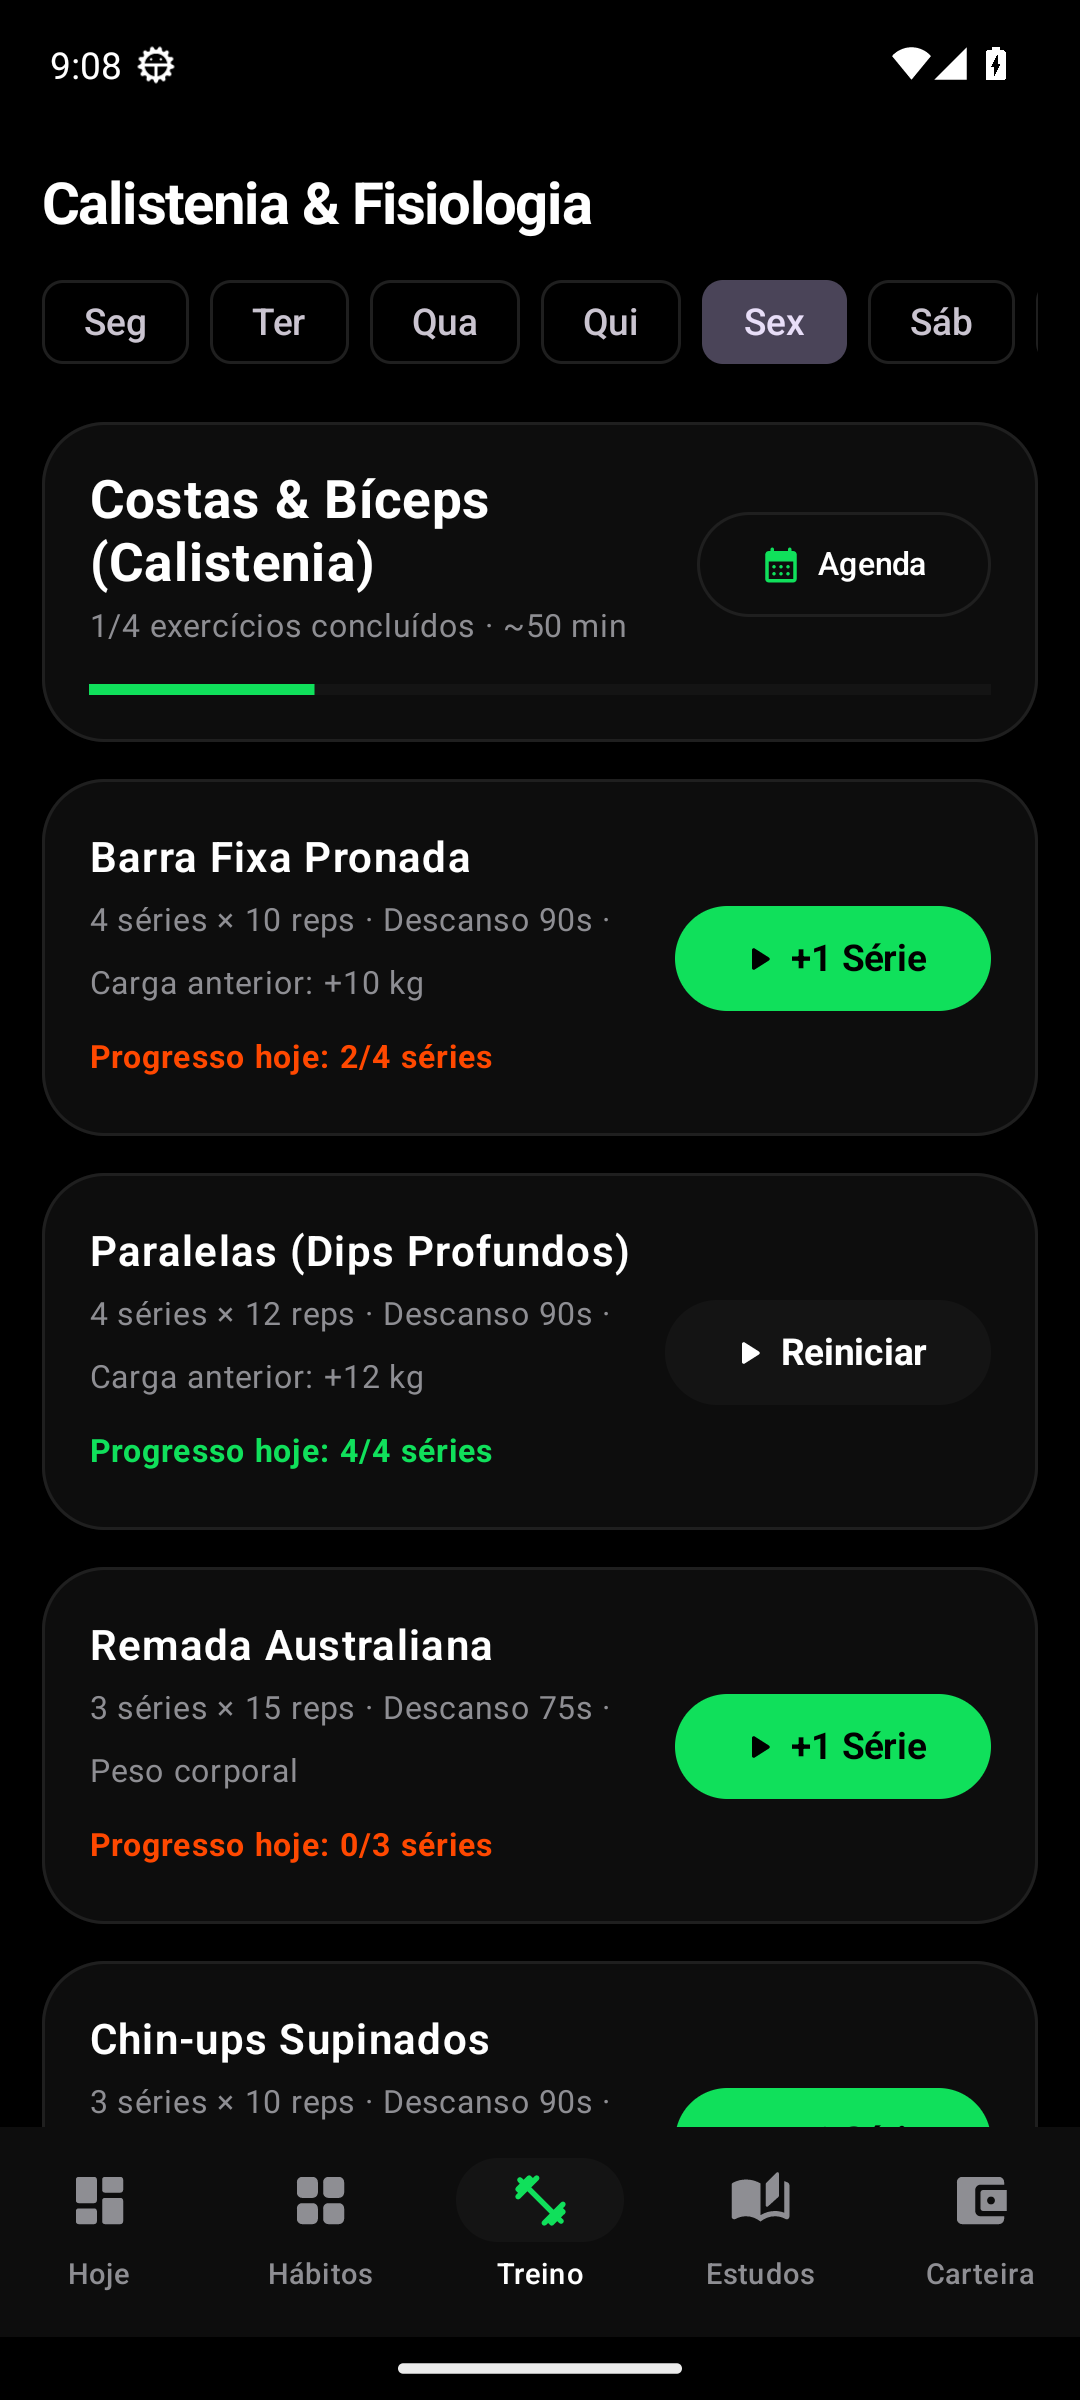 9:08
Calistenia & Fisiologia
Seg
Ter
Qua
Qui
Sex
Sáb
Costas & Bíceps
(Calistenia)
1/4 exercícios concluídos · ~50 min
Agenda
Barra Fixa Pronada
4 séries × 10 reps · Descanso 90s ·
Carga anterior: +10 kg
Progresso hoje: 2/4 séries
+1 Série
Paralelas (Dips Profundos)
4 séries × 12 reps · Descanso 90s ·
Carga anterior: +12 kg
Progresso hoje: 4/4 séries
Reiniciar
Remada Australiana
3 séries × 15 reps · Descanso 75s ·
Peso corporal
Progresso hoje: 0/3 séries
+1 Série
Chin-ups Supinados
3 séries × 10 reps · Descanso 90s ·
Hoje
Hábitos
Treino
Estudos
Carteira